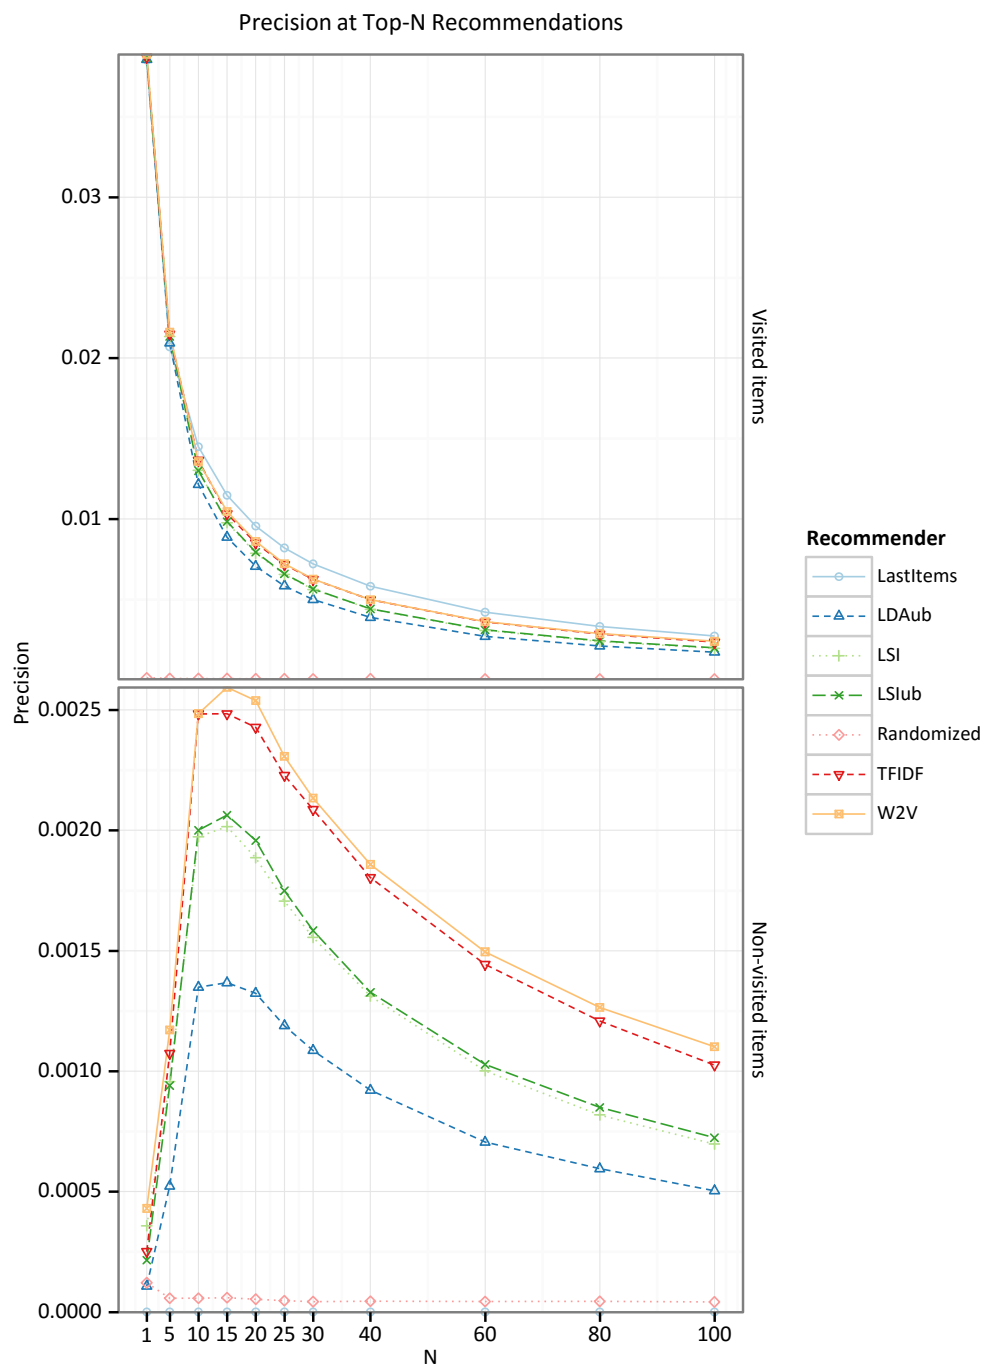 Precision at Top-N Recommendations
0.03
0.02
0.01
Visited items
Precision
0.0025
0.0020
0.0015
0.0010
0.0005
0.0000
Non-visited items
1 5 10 15 20 25 30 40 60 80 100
N
Recommender
LastItems
LDAub
LSI
LSIub
Randomized
TFIDF
W2V